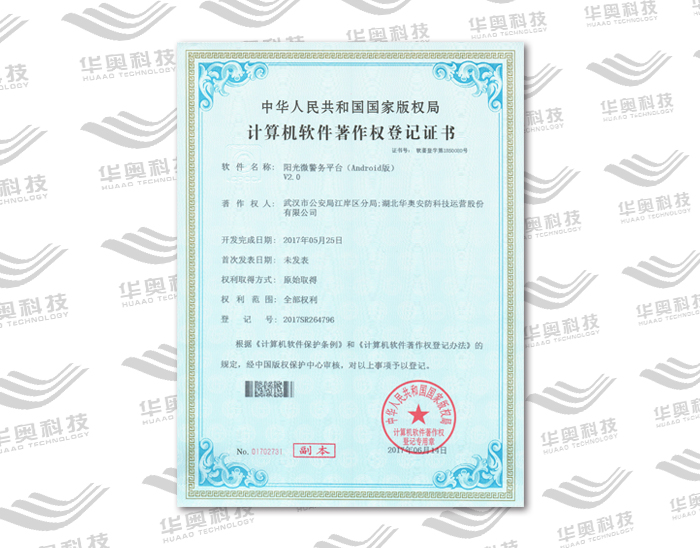 华奥科技
HUAAO TECHNOLOGY
中华人民共和国国家版权局
计算机软件著作权登记证书
证书号： 软著登字第
软件名称： 阳光微警务平台（Android版）
V2.0
著作权人： 武汉市公安局江岸区分局;湖北华奥安防科技运营股份
有限公司
开发完成日期： 2017年05月25日
首次发表日期： 未发表
权利取得方式： 原始取得
权利范围： 全部权利
登记号： 2017SR264796
根据《计算机软件保护条例》和《计算机软件著作权登记办法》的
规定，经中国版权保护中心审核，对以上事项予以登记。
中华人民共和国国家版权局
计算机软件著作权
登记专用章
No. 01702731
副本
2017年06月14日